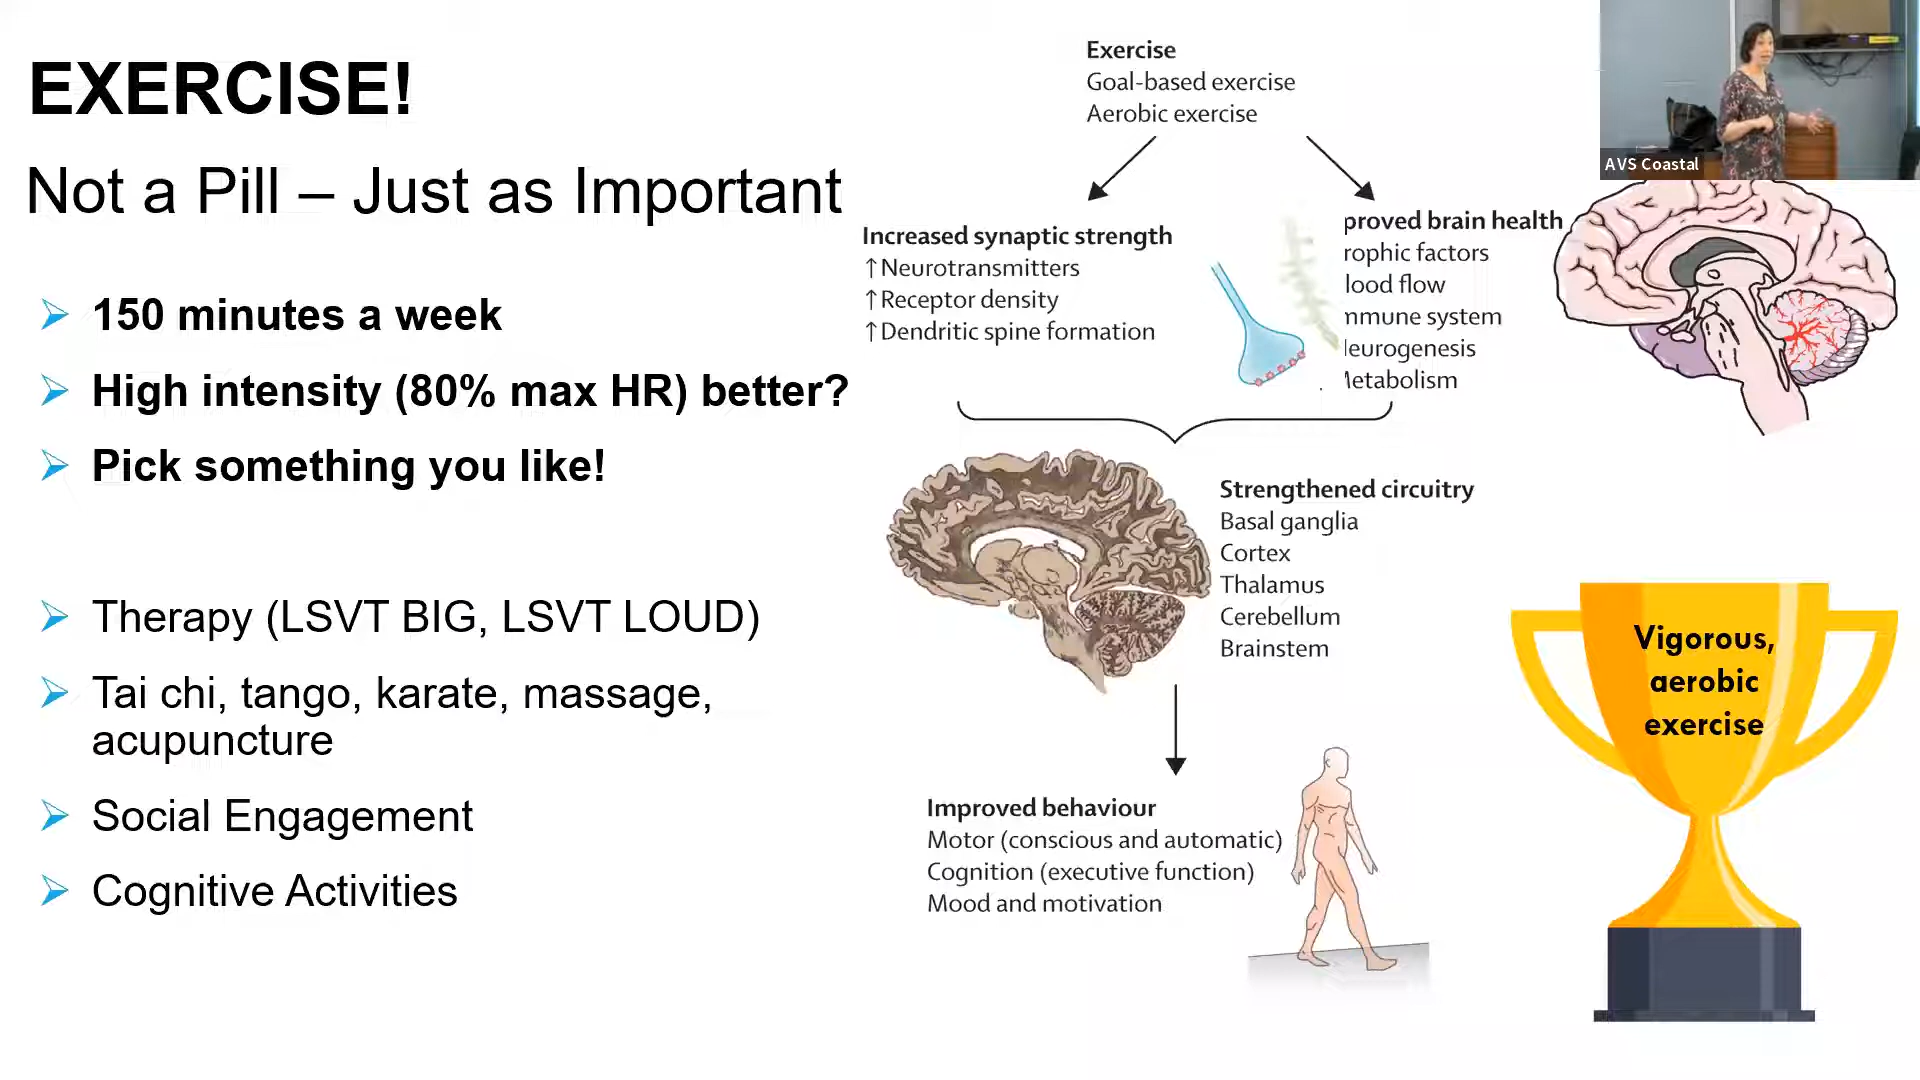 EXERCISE!
Not a Pill – Just as Important
150 minutes a week
High intensity (80% max HR) better?
Pick something you like!
Therapy (LSVT BIG, LSVT LOUD)
Tai chi, tango, karate, massage,
acupuncture
Social Engagement
Cognitive Activities
Exercise
Goal-based exercise
Aerobic exercise
Increased synaptic strength
↑Neurotransmitters
↑Receptor density
↑Dendritic spine formation
proved brain health
rophic factors
lood flow
mmune system
eurogenesis
etabolism
Strengthened circuitry
Basal ganglia
Cortex
Thalamus
Cerebellum
Brainstem
Improved behaviour
Motor (conscious and automatic)
Cognition (executive function)
Mood and motivation
AVS Coastal
Vigorous,
aerobic
exercise